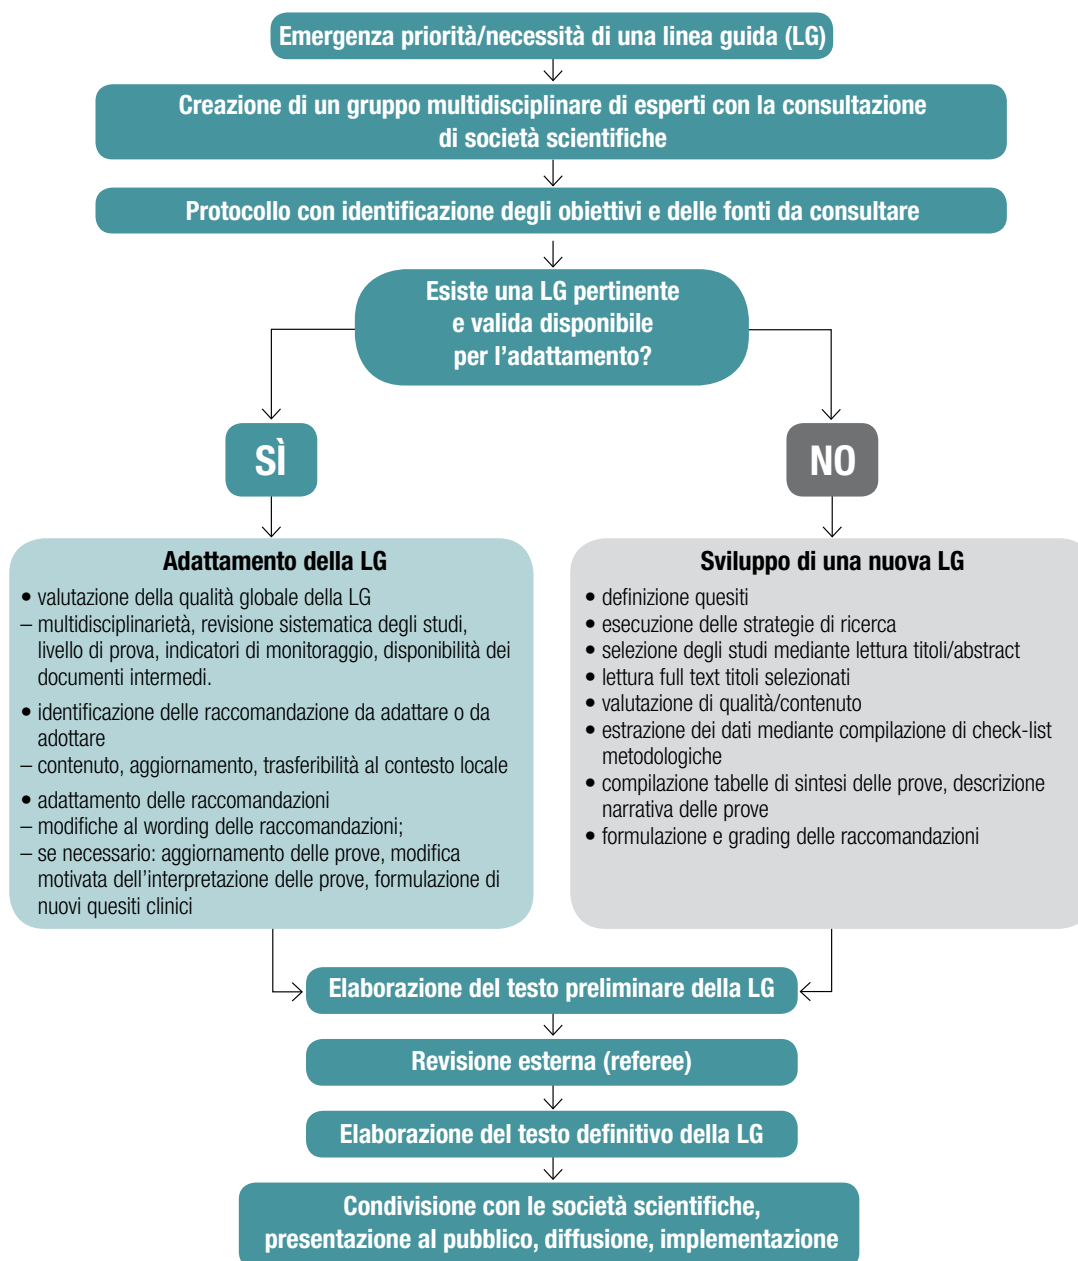 Emergenza priorità/necessità di una linea guida (LG)
Creazione di un gruppo multidisciplinare di esperti con la consultazione
di società scientifiche
Protocollo con identificazione degli obiettivi e delle fonti da consultare
Esiste una LG pertinente
e valida disponibile
per l’adattamento?
SÌ
NO
Adattamento della LG
• valutazione della qualità globale della LG
– multidisciplinarietà, revisione sistematica degli studi,
livello di prova, indicatori di monitoraggio, disponibilità dei
documenti intermedi.
• identificazione delle raccomandazione da adattare o da
adottare
– contenuto, aggiornamento, trasferibilità al contesto locale
• adattamento delle raccomandazioni
– modifiche al wording delle raccomandazioni;
– se necessario: aggiornamento delle prove, modifica
motivata dell’interpretazione delle prove, formulazione di
nuovi quesiti clinici
Sviluppo di una nuova LG
• definizione quesiti
• esecuzione delle strategie di ricerca
• selezione degli studi mediante lettura titoli/abstract
• lettura full text titoli selezionati
• valutazione di qualità/contenuto
• estrazione dei dati mediante compilazione di check-list
metodologiche
• compilazione tabelle di sintesi delle prove, descrizione
narrativa delle prove
• formulazione e grading delle raccomandazioni
Elaborazione del testo preliminare della LG
Revisione esterna (referee)
Elaborazione del testo definitivo della LG
Condivisione con le società scientifiche,
presentazione al pubblico, diffusione, implementazione